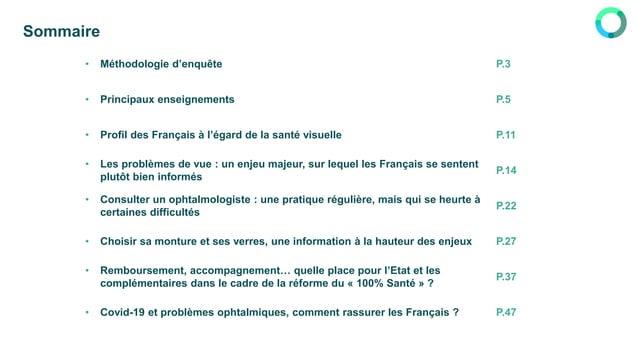 Sommaire
• Méthodologie d’enquête P.3
• Principaux enseignements P.5
• Profil des Français à l’égard de la santé visuelle P.11
• Les problèmes de vue : un enjeu majeur, sur lequel les Français se sentent
plutôt bien informés P.14
• Consulter un ophtalmologiste : une pratique régulière, mais qui se heurte à
certaines difficultés P.22
• Choisir sa monture et ses verres, une information à la hauteur des enjeux P.27
• Remboursement, accompagnement… quelle place pour l’Etat et les
complémentaires dans le cadre de la réforme du « 100% Santé » ? P.37
• Covid-19 et problèmes ophtalmiques, comment rassurer les Français ? P.47